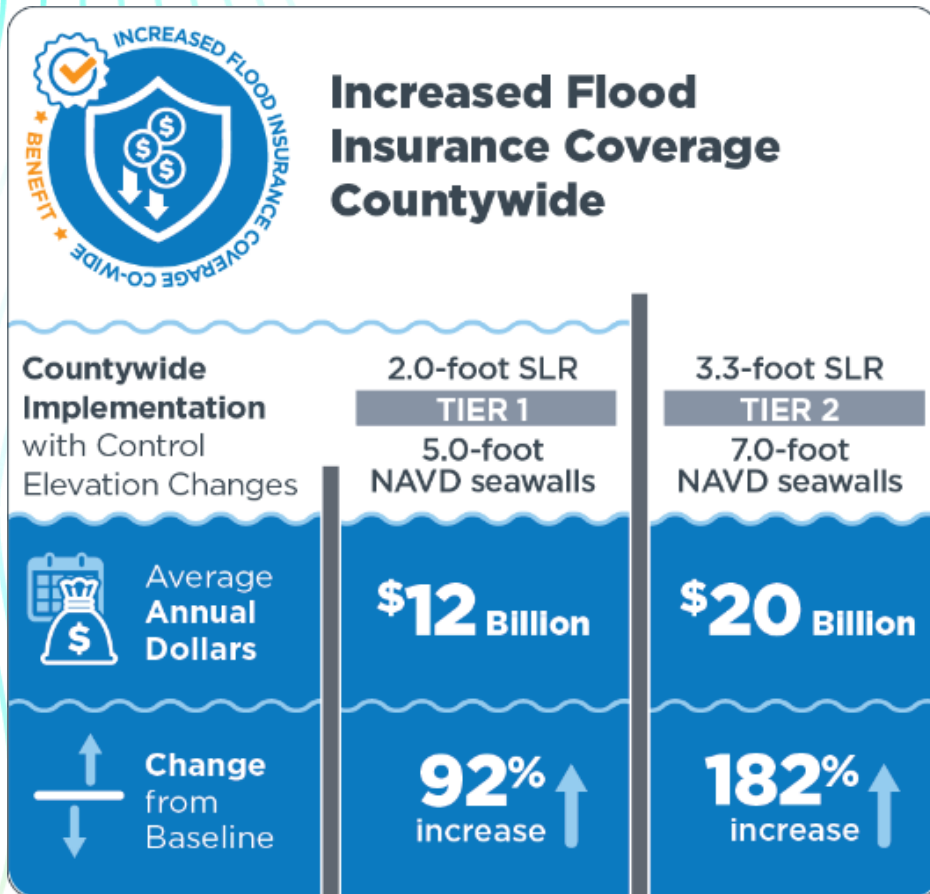 INCREASED FLOOD INSURANCE COVERAGE CO-WIDE
★ BENEFIT ★
$
$
$
Increased Flood
Insurance Coverage
Countywide
Countywide
Implementation
with Control
Elevation Changes
2.0-foot SLR
TIER 1
5.0-foot
NAVD seawalls
3.3-foot SLR
TIER 2
7.0-foot
NAVD seawalls
$
Average
Annual
Dollars
$12 Billion
$20 Billion
Change
from
Baseline
92%
increase
182%
increase